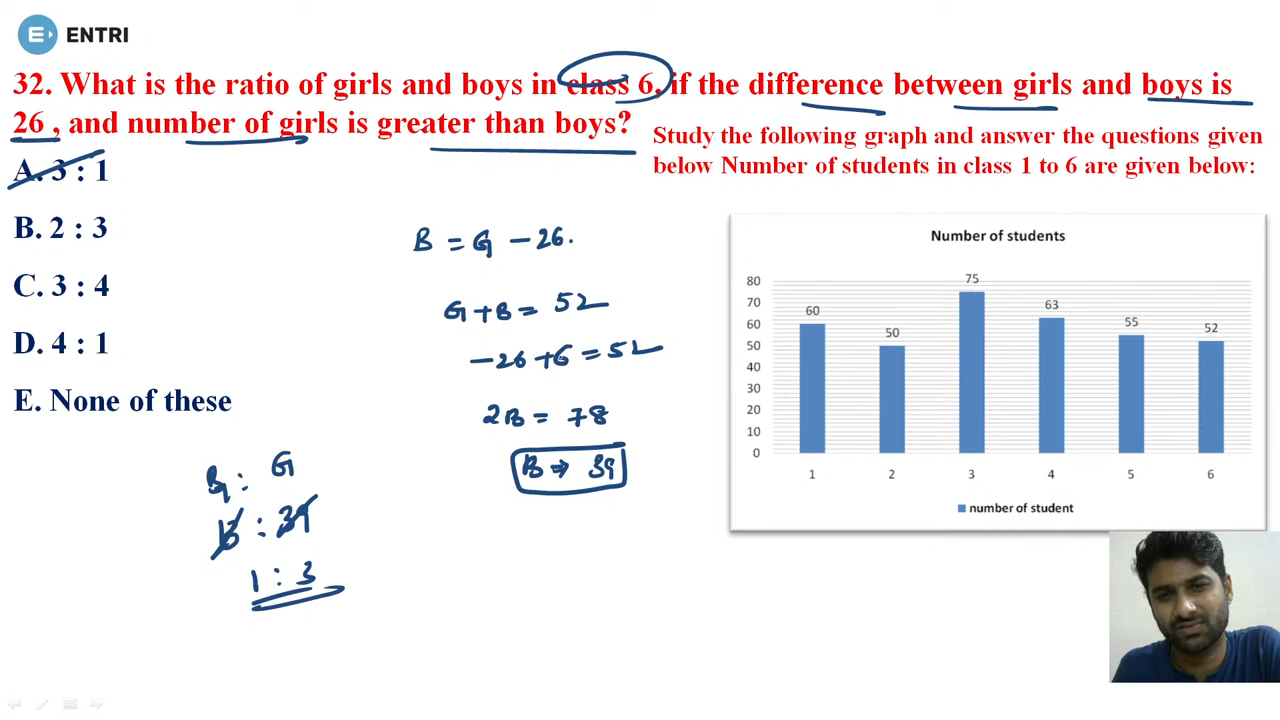 ENTRI
32. What is the ratio of girls and boys in class 6, if the difference between girls and boys is
26 , and number of girls is greater than boys?
Study the following graph and answer the questions given
below Number of students in class 1 to 6 are given below:
A. 3 : 1
B. 2 : 3
C. 3 : 4
D. 4 : 1
E. None of these
B = G - 26.
G + B = 52
- 26 + G = 52
2B = 78
B ⇒ 39
B : G
13 : 39
1 : 3
Number of students
80
70
60
50
40
30
20
10
0
60
50
75
63
55
52
1 2 3 4 5 6
number of student